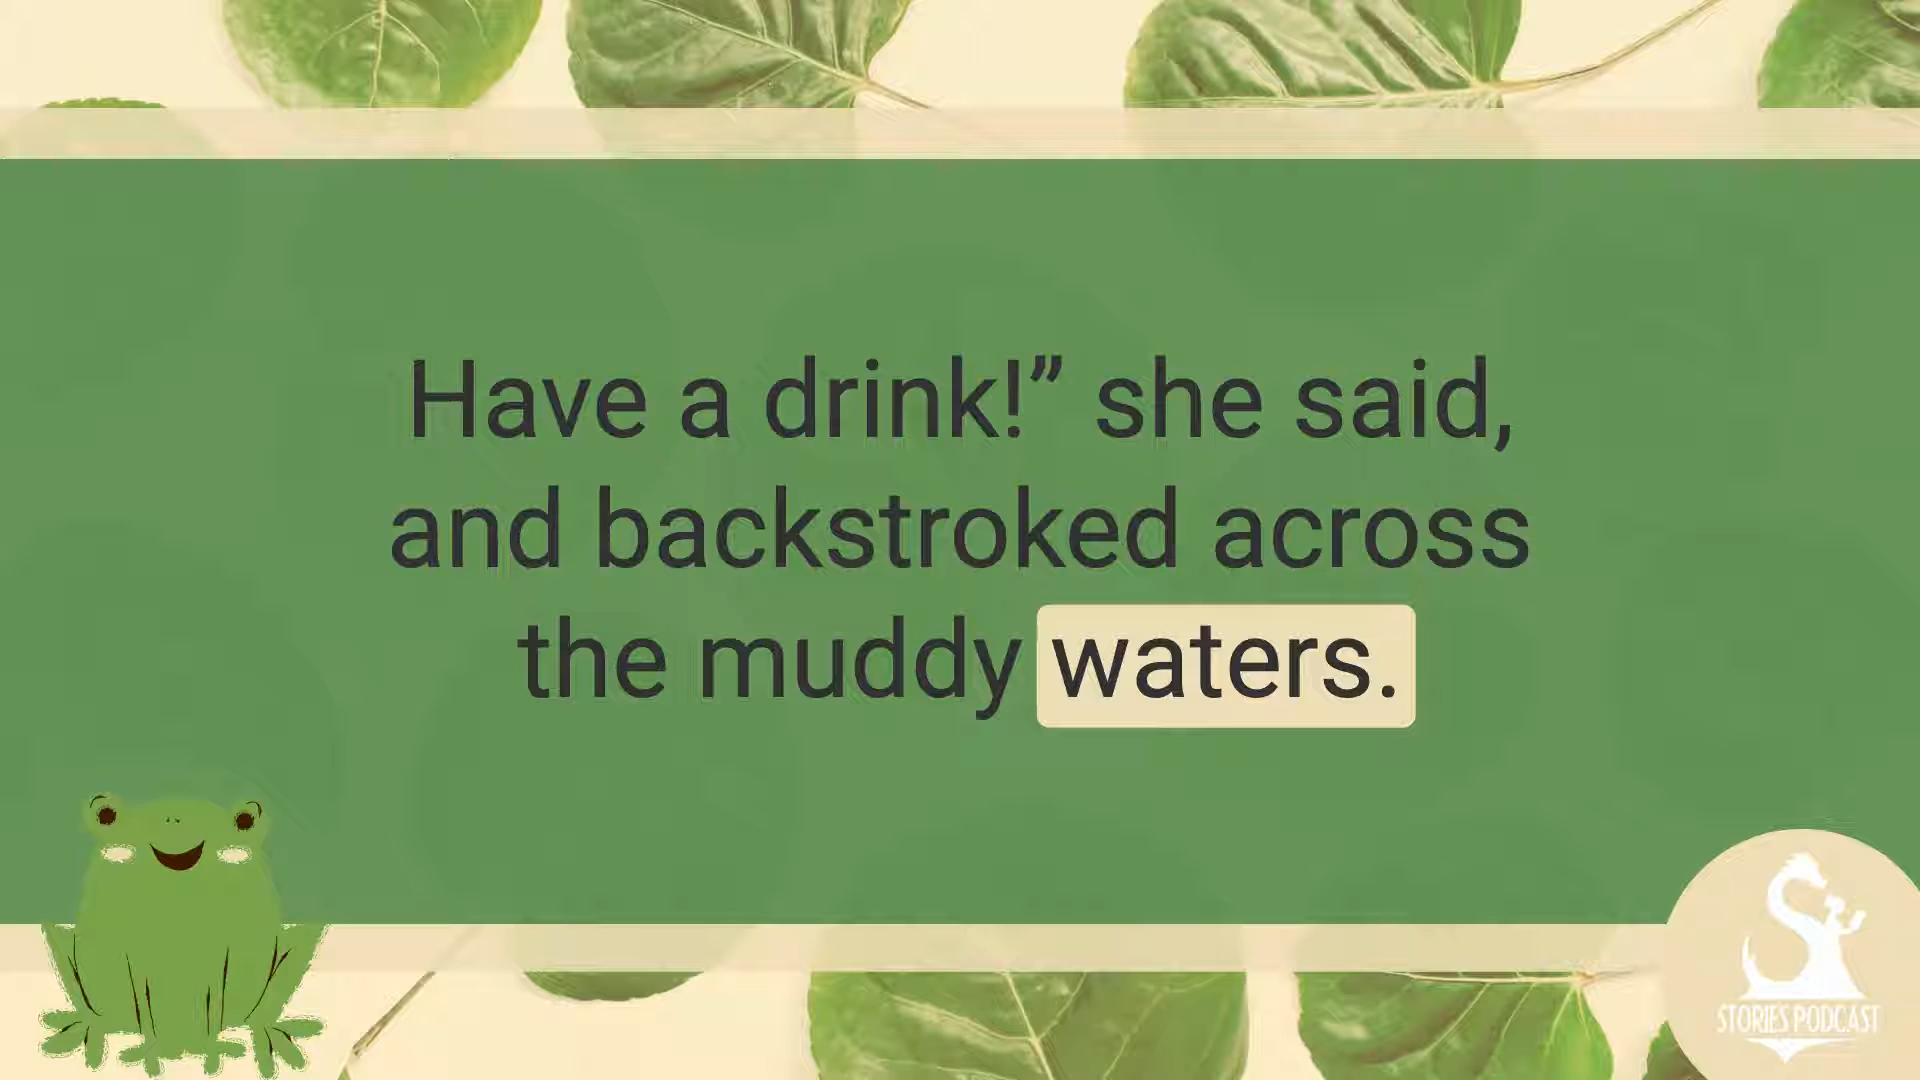 Have a drink!” she said,
and backstroked across
the muddy waters.
STORIES PODCAST